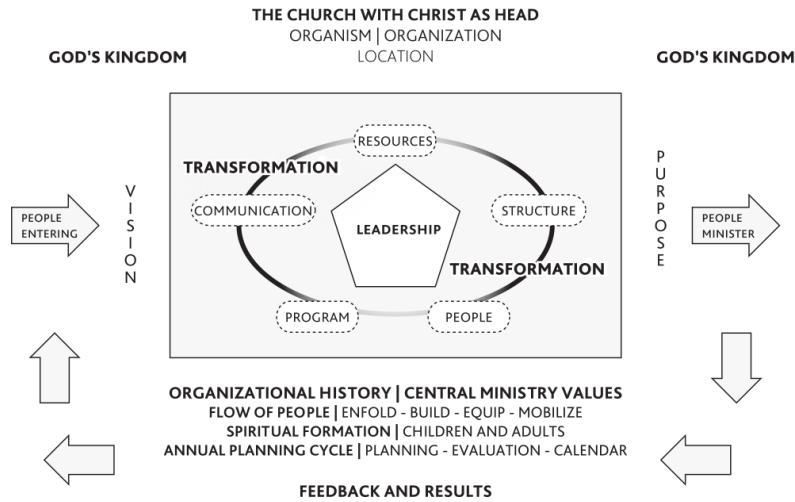 THE CHURCH WITH CHRIST AS HEAD
ORGANISM | ORGANIZATION
LOCATION
GOD'S KINGDOM
GOD'S KINGDOM
RESOURCES
TRANSFORMATION
COMMUNICATION
STRUCTURE
LEADERSHIP
TRANSFORMATION
PROGRAM
PEOPLE
PEOPLE
ENTERING
VISION
PURPOSE
PEOPLE
MINISTER
ORGANIZATIONAL HISTORY | CENTRAL MINISTRY VALUES
FLOW OF PEOPLE | ENFOLD - BUILD - EQUIP - MOBILIZE
SPIRITUAL FORMATION | CHILDREN AND ADULTS
ANNUAL PLANNING CYCLE | PLANNING - EVALUATION - CALENDAR
FEEDBACK AND RESULTS